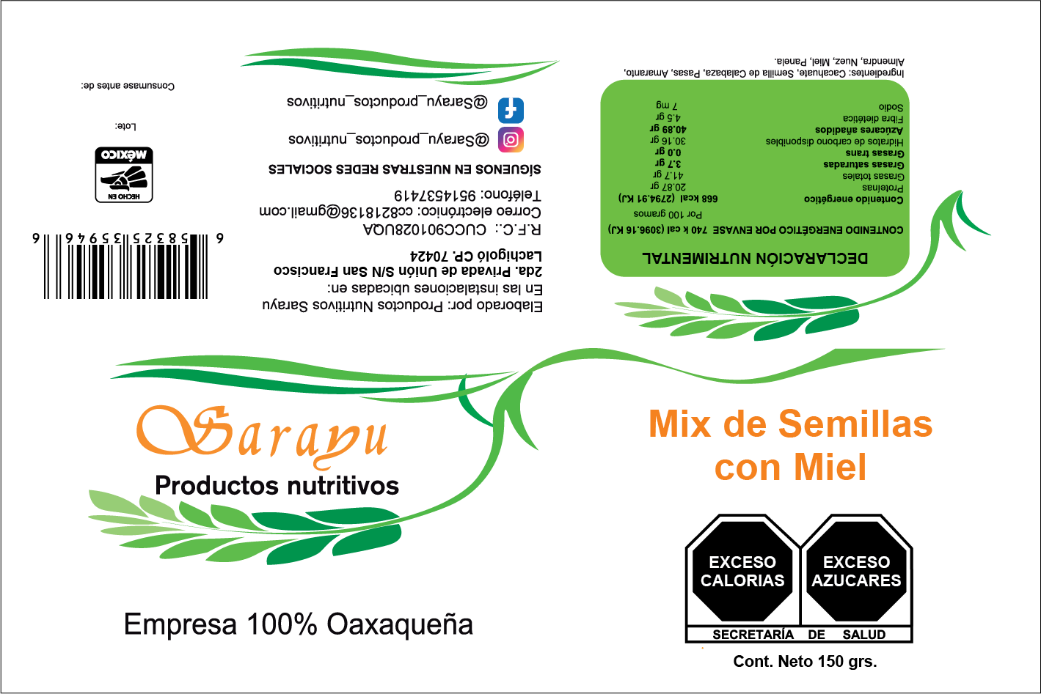 Sarayu
Productos nutritivos
Empresa 100% Oaxaqueña
Mix de Semillas
con Miel
EXCESO
CALORIAS
EXCESO
AZUCARES
SECRETARÍA DE SALUD
Cont. Neto 150 grs.
DECLARACIÓN NUTRIMENTAL
CONTENIDO ENERGÉTICO POR ENVASE 740 k cal (3096.16 KJ)
Por 100 gramos
Contenido energético 668 kcal (2794.91 KJ)
Proteínas 20.87 gr
Grasas totales 41.7 gr
Grasas saturadas 3.7 gr
Grasas trans 0.0 gr
Hidratos de carbono disponibles 30.16 gr
Azúcares añadidos 40.89 gr
Fibra dietética 4.5 gr
Sodio 7 mg
Ingredientes: Cacahuate, Semilla de Calabaza, Pasas, Amaranto,
Almendra, Nuez, Miel, Panela.
Elaborado por: Productos Nutritivos Sarayu
En las instalaciones ubicadas en:
2da. Privada de Unión S/N San Francisco
Lachigoló CP. 70424
R.F.C.: CUCC901028UQA
Correo electrónico: cc8218136@gmail.com
Teléfono: 9514537419
SÍGUENOS EN NUESTRAS REDES SOCIALES
@Sarayu_productos_nutritivos
@Sarayu_productos_nutritivos
6 58325 35946 6
HECHO EN
MÉXICO
Lote:
Consumase antes de: